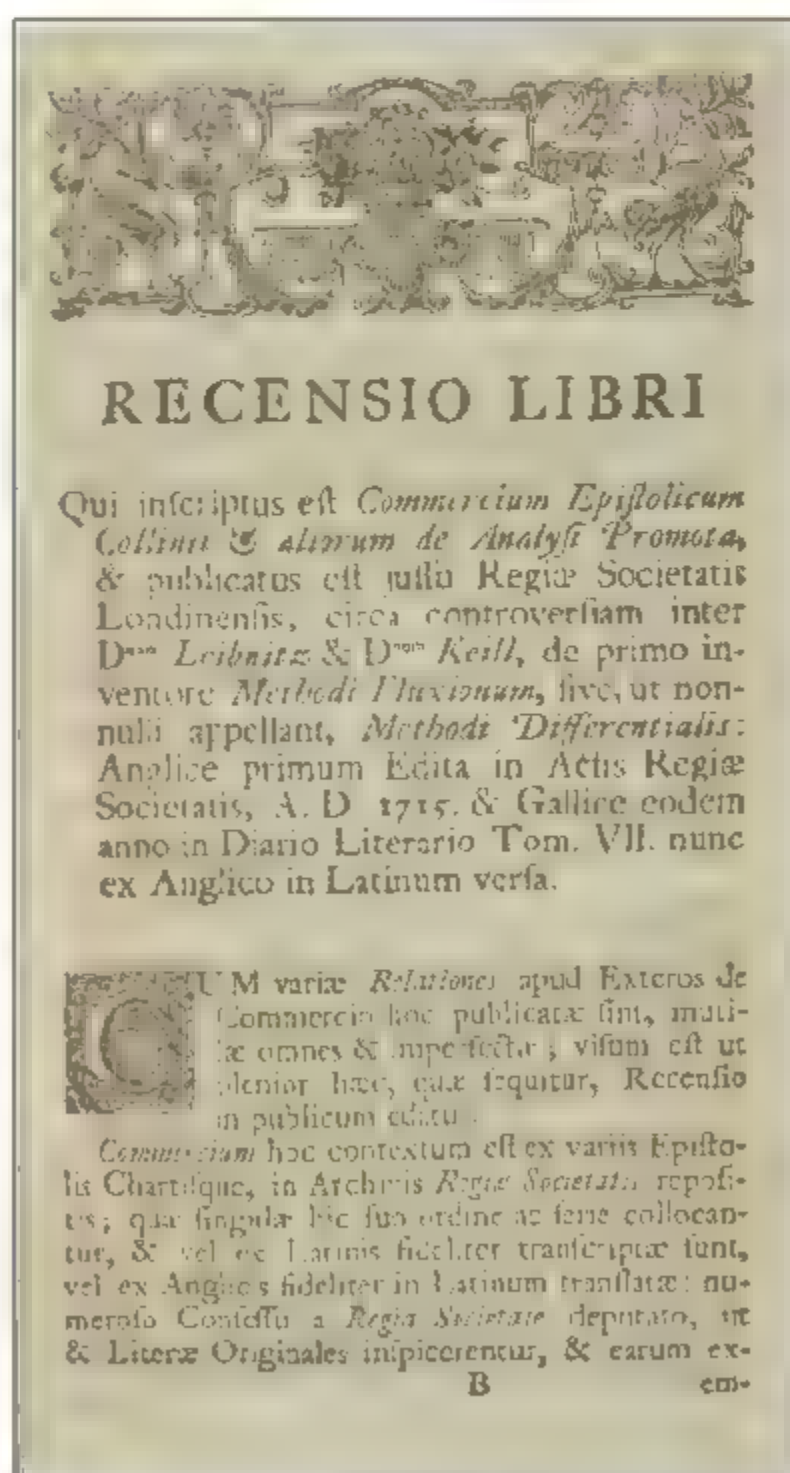 RECENSIO LIBRI
Qui inſcriptus eſt Commercium Epiſtolicum
Collinii & aliorum de Analyſi Promota,
& publicatus eſt juſſu Regiæ Societatis
Londinenſis, circa controverſiam inter
Dnum Leibnitz & Dnum Keill, de primo in-
ventore Methodi Fluxionum, ſive, ut non-
nulli appellant, Methodi Differentialis:
Anglice primum Edita in Actis Regiæ
Societatis, A. D. 1715. & Gallice eodem
anno in Diario Literario Tom. VII. nunc
ex Anglico in Latinum verſa.
CUM variæ Relationes apud Exteros de
Commercio hoc publicatæ ſint, muti-
læ omnes & imperfectæ; viſum eſt ut
plenior hæc, quæ ſequitur, Recenſio
in publicum
Commercium hoc contextum eſt ex variis Epiſto-
lis Chartiſque, in Archivis Regiæ Societatis repoſi-
tis; quæ ſingulæ hic ſuo ordine ac ſerie collocan-
tur, & vel ex Latinis fideliter tranſcriptæ ſunt,
vel ex Anglicis fideliter in Latinum tranſlatæ: nu-
meroſo Conſeſſu a Regia Societate deputato, ut
& Literæ Originales inſpicerentur, & earum ex-
B em-